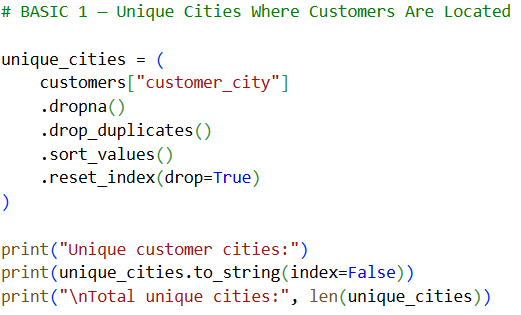 # BASIC 1 — Unique Cities Where Customers Are Located

unique_cities = (
    customers["customer_city"]
    .dropna()
    .drop_duplicates()
    .sort_values()
    .reset_index(drop=True)
)

print("Unique customer cities:")
print(unique_cities.to_string(index=False))
print("\nTotal unique cities:", len(unique_cities))